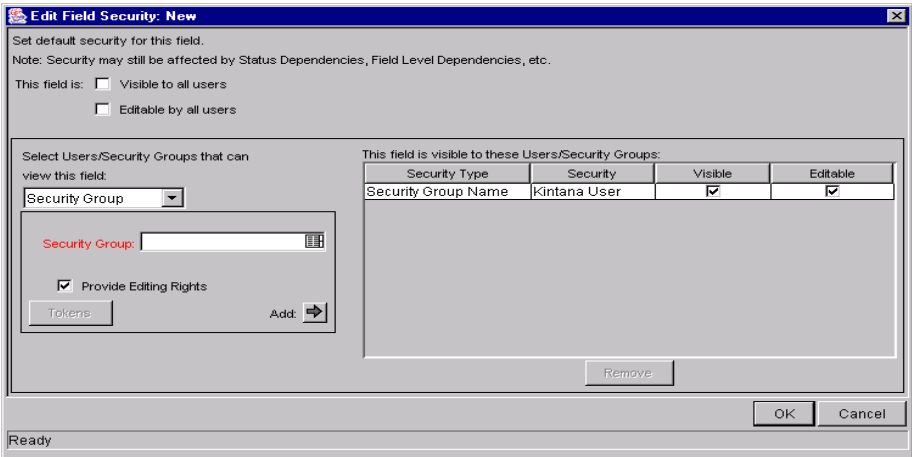 Edit Field Security: New
Set default security for this field.
Note: Security may still be affected by Status Dependencies, Field Level Dependencies, etc.
This field is: Visible to all users
Editable by all users
Select Users/Security Groups that can
view this field:
Security Group
Security Group:
Provide Editing Rights
Tokens
Add:
This field is visible to these Users/Security Groups:
Security Type Security Visible Editable
Security Group Name Kintana User
Remove
OK Cancel
Ready